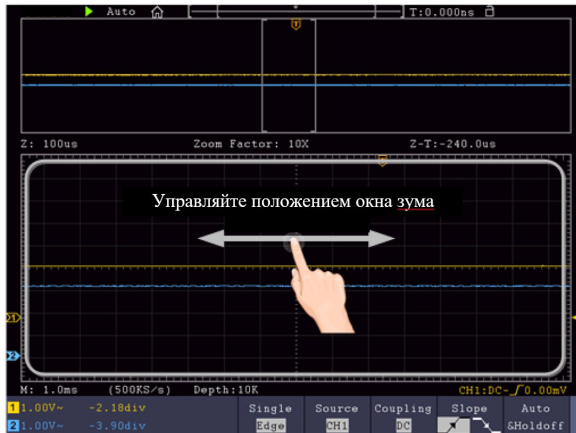 Auto T:0.000ns
T
Z: 100us Zoom Factor: 10X Z-T:-240.0us
Управляйте положением окна зума
1
2
M: 1.0ms (500KS/s) Depth:10K CH1:DC- 0.00mV
1 1.00V~ -2.18div Single Source Coupling Slope Auto
2 1.00V~ -3.90div Edge CH1 DC &Holdoff